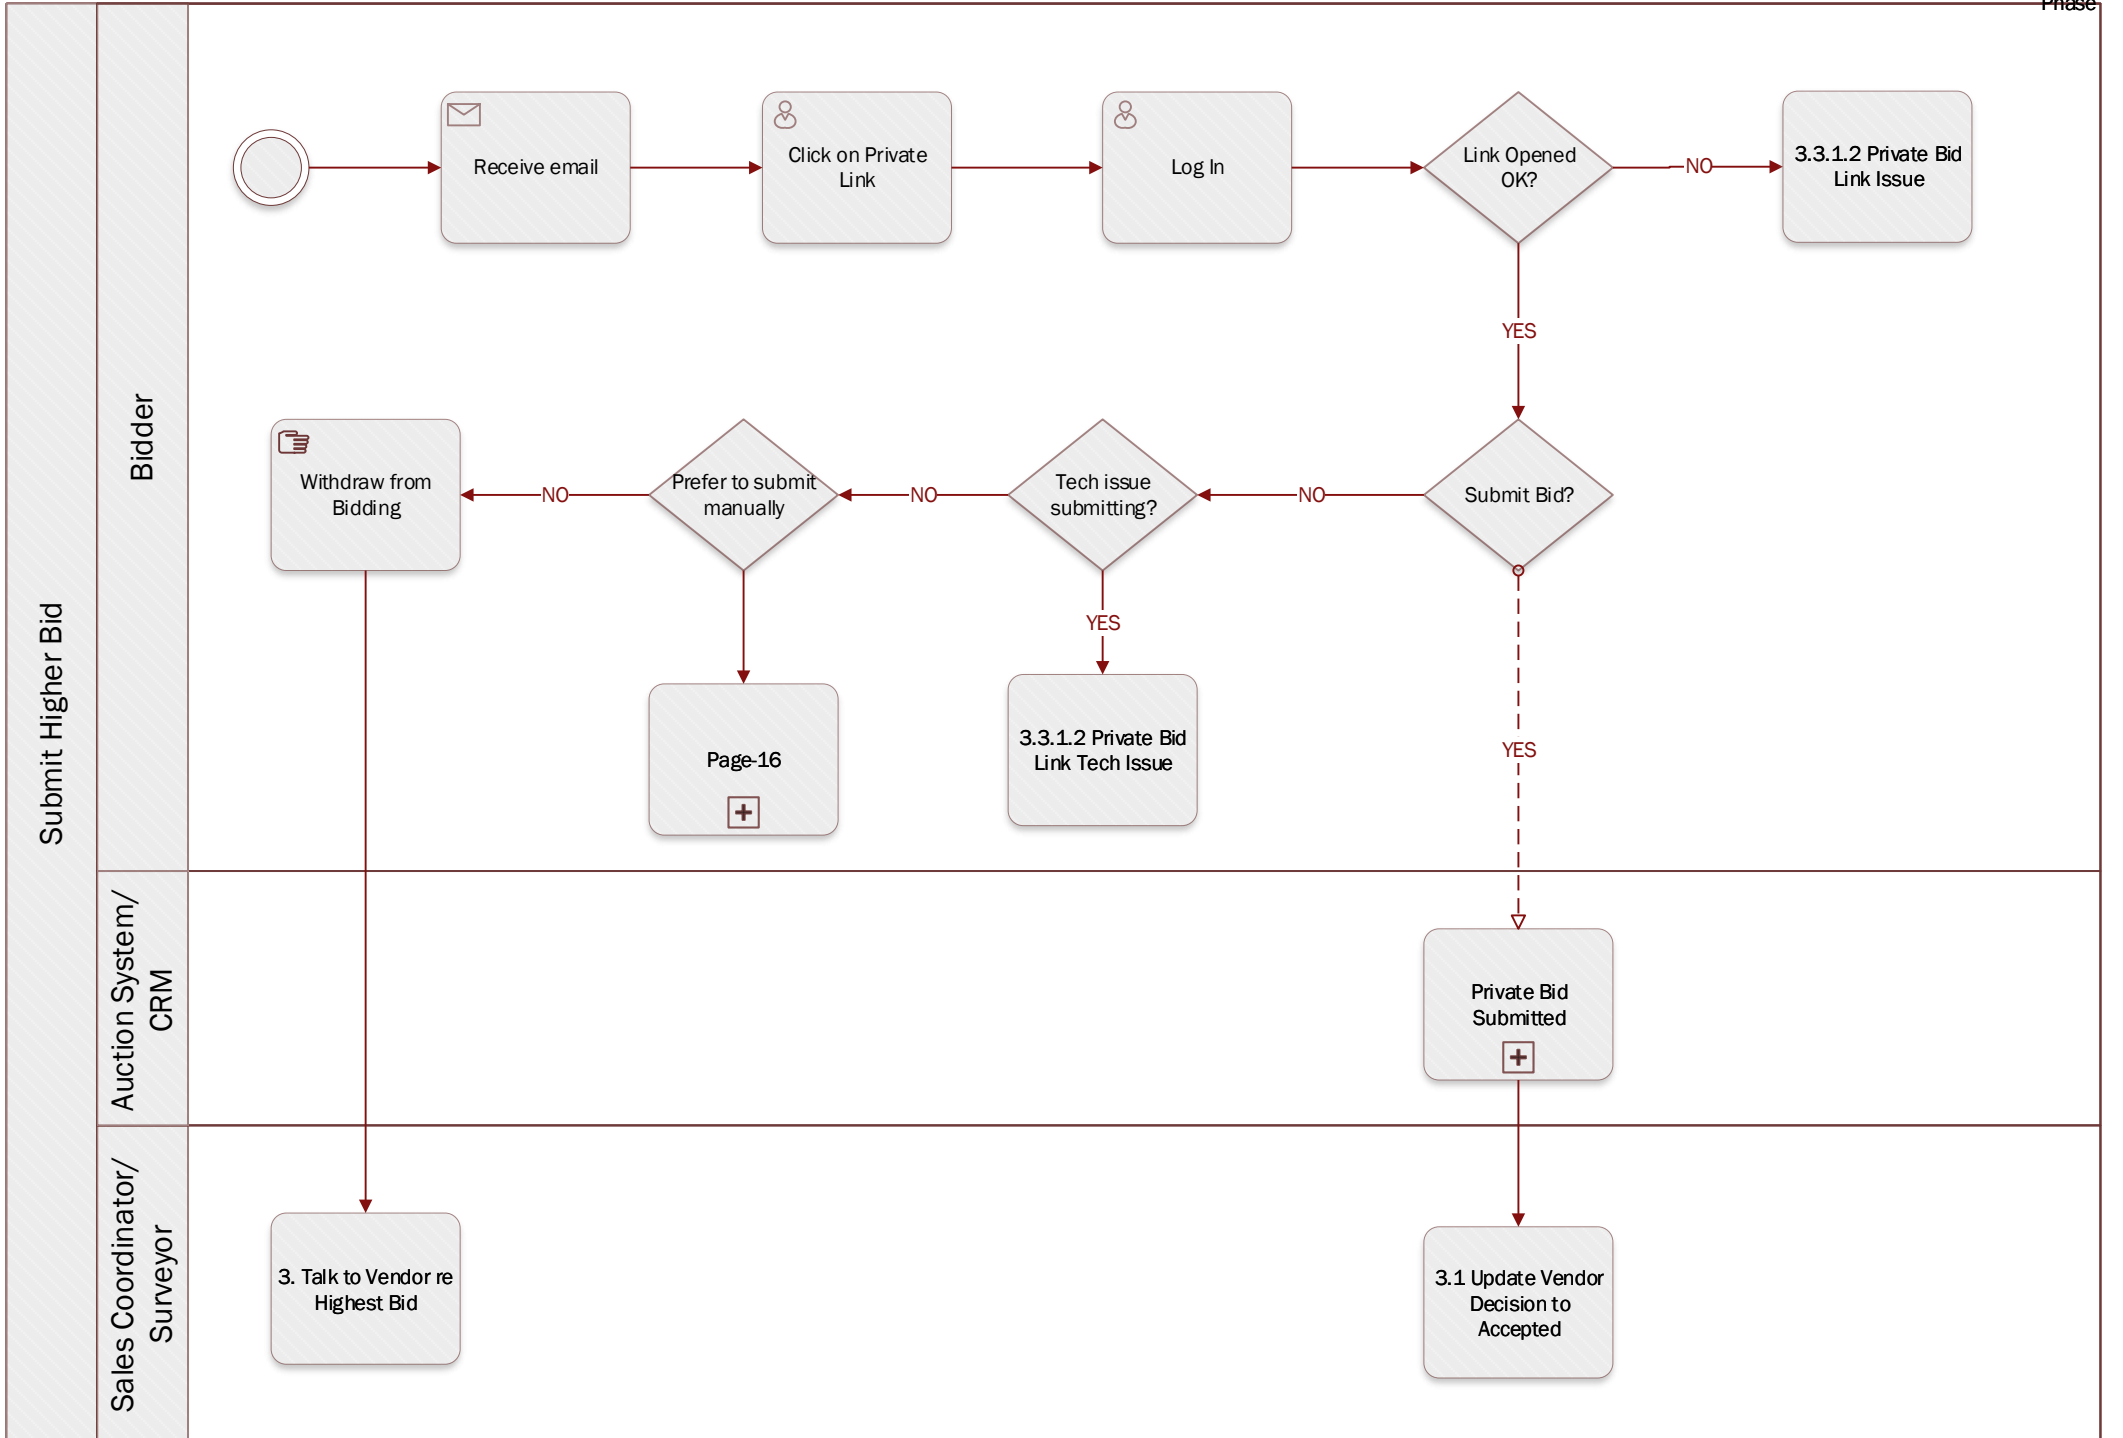 Phase
Submit Higher Bid
Bidder
Receive email
Click on Private
Link
Log In
Link Opened
OK?
NO
3.3.1.2 Private Bid
Link Issue
YES
Withdraw from
Bidding
NO
Prefer to submit
manually
NO
Tech issue
submitting?
NO
Submit Bid?
YES
Page-16
3.3.1.2 Private Bid
Link Tech Issue
YES
Auction System/
CRM
Private Bid
Submitted
Sales Coordinator/
Surveyor
3. Talk to Vendor re
Highest Bid
3.1 Update Vendor
Decision to
Accepted